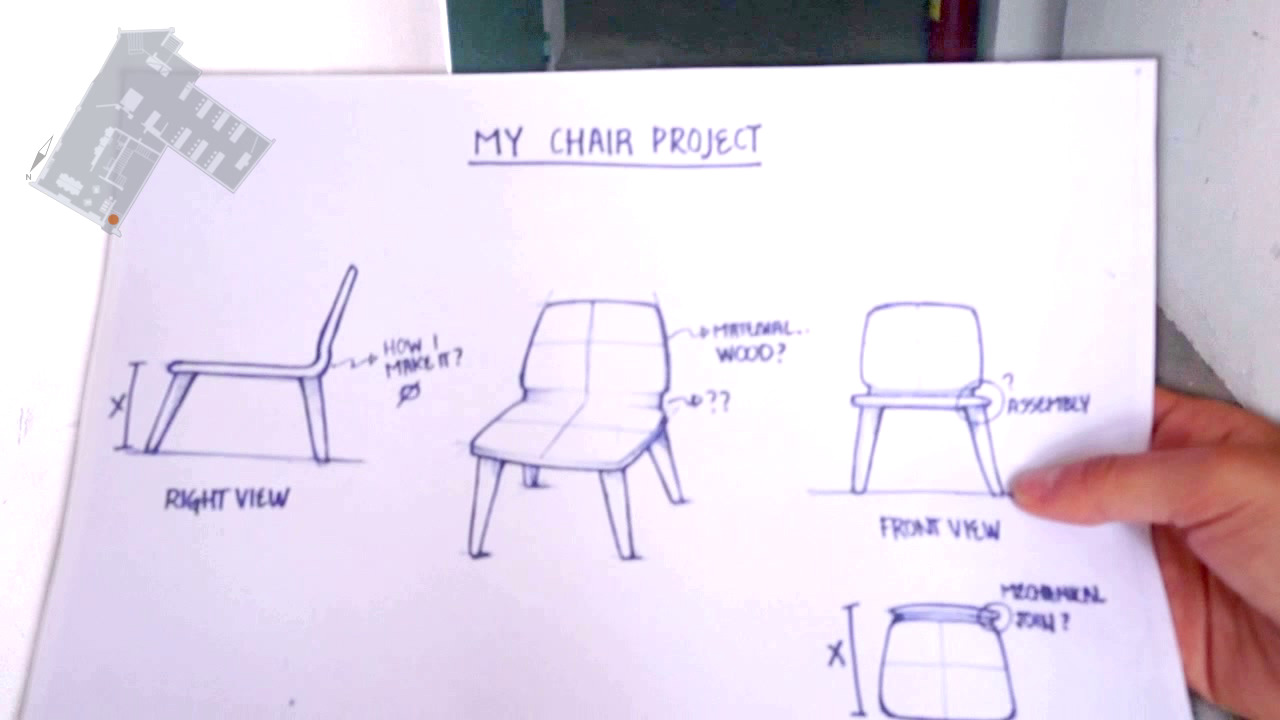 MY CHAIR PROJECT
HOW I
MAKE IT?
Ø
X
RIGHT VIEW
MATERIAL..
WOOD?
??
?
ASSEMBLY
FRONT VIEW
MECHANICAL
JOIN?
X
N